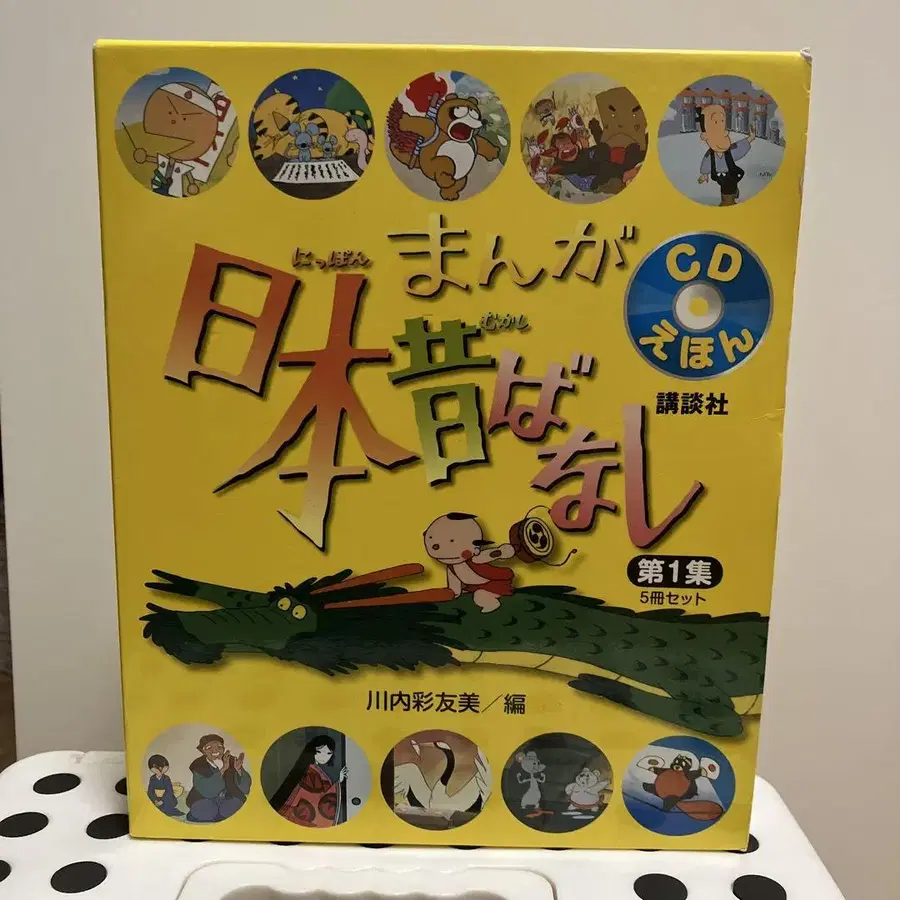 まんが
にっぽん
日本
むかし
昔ばなし
CD
えほん
講談社
第1集
5冊セット
川内彩友美/編